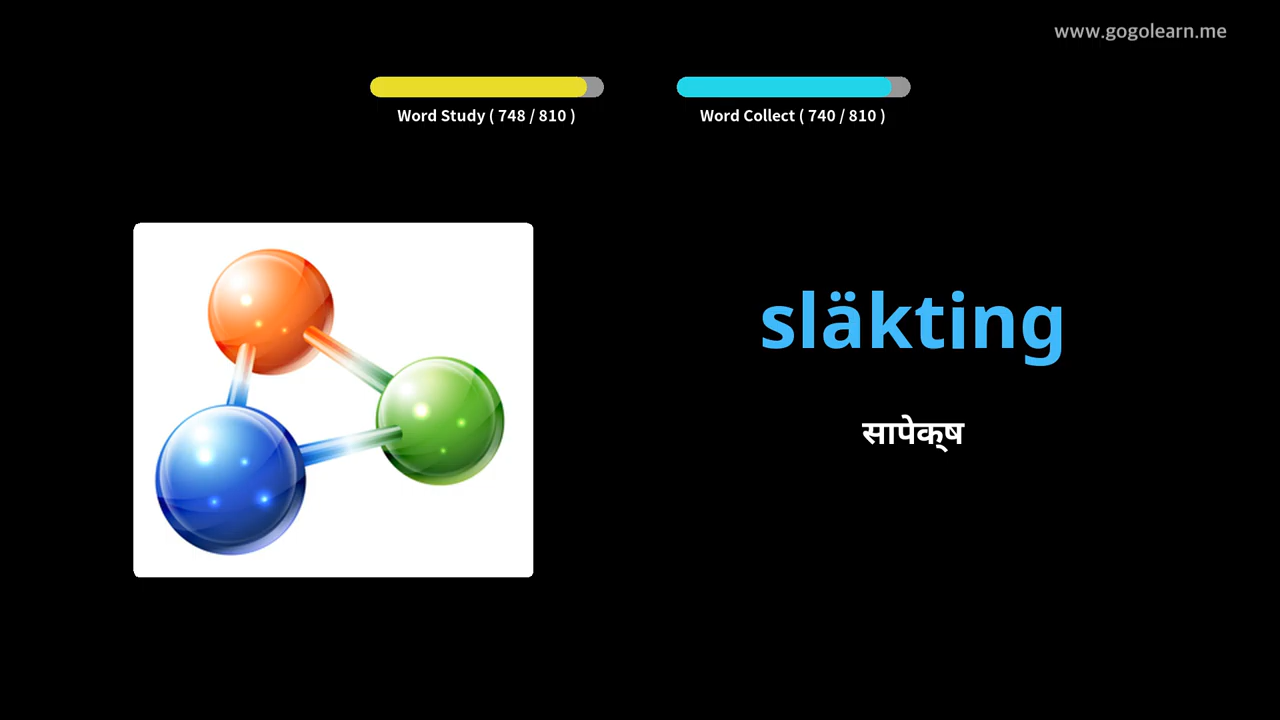 www.gogolearn.me
Word Study ( 748 / 810 )
Word Collect ( 740 / 810 )
släkting
सापेक्ष